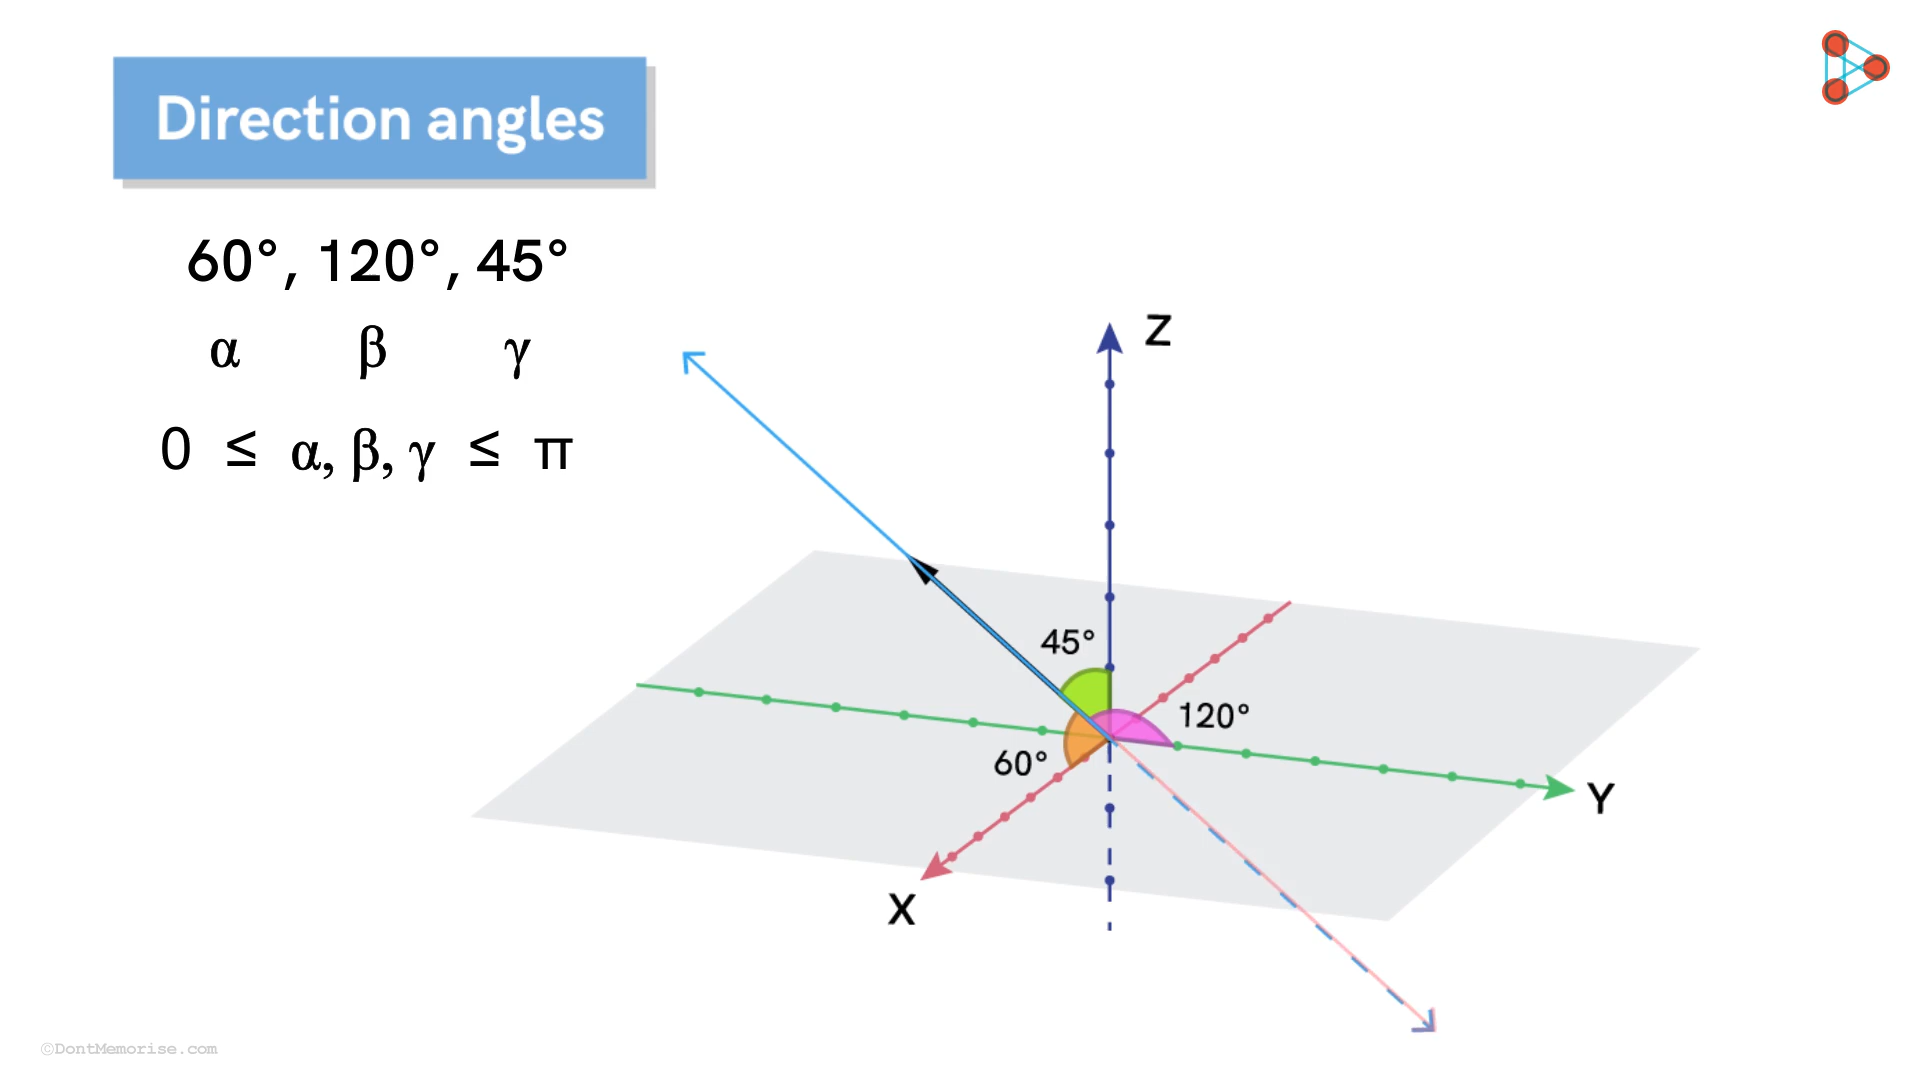 Direction angles
60°, 120°, 45°
α β γ
0 ≤ α, β, γ ≤ π
Z
45°
120°
60°
Y
X
©DontMemorise.com